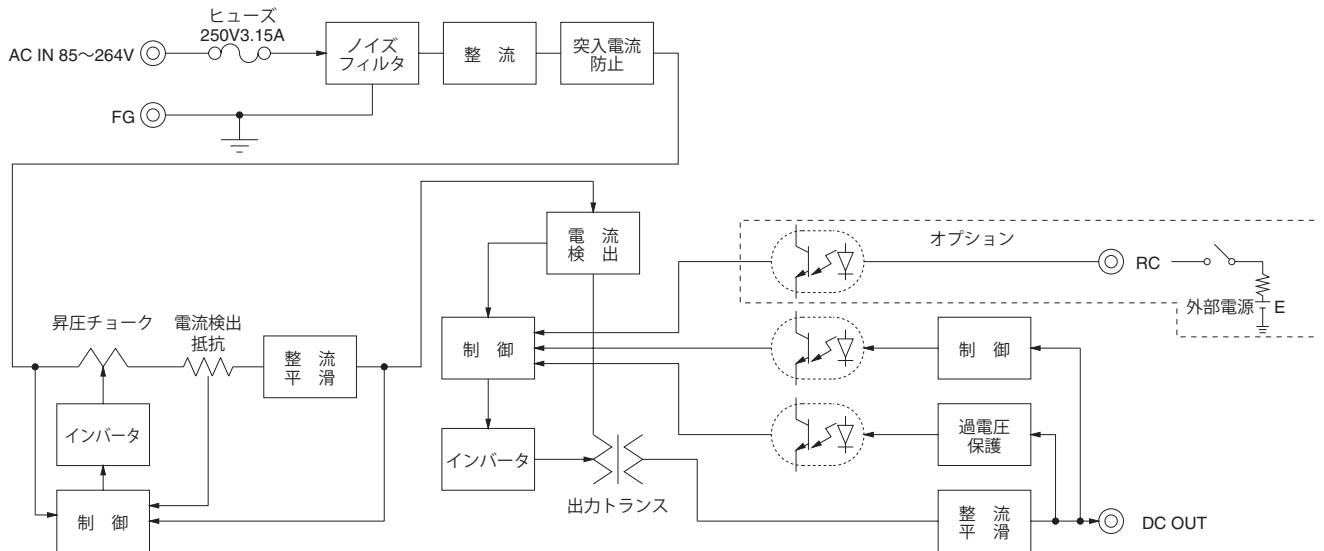 ヒューズ
250V3.15A
AC IN 85～264V
ノイズ
フィルタ
整 流
突入電流
防止
FG
電 流
検 出
オプション
RC
外部電源
E
昇圧チョーク
電流検出
抵抗
整 流
平 滑
制 御
制 御
インバータ
過電圧
保護
インバータ
出力トランス
制 御
整 流
平 滑
DC OUT